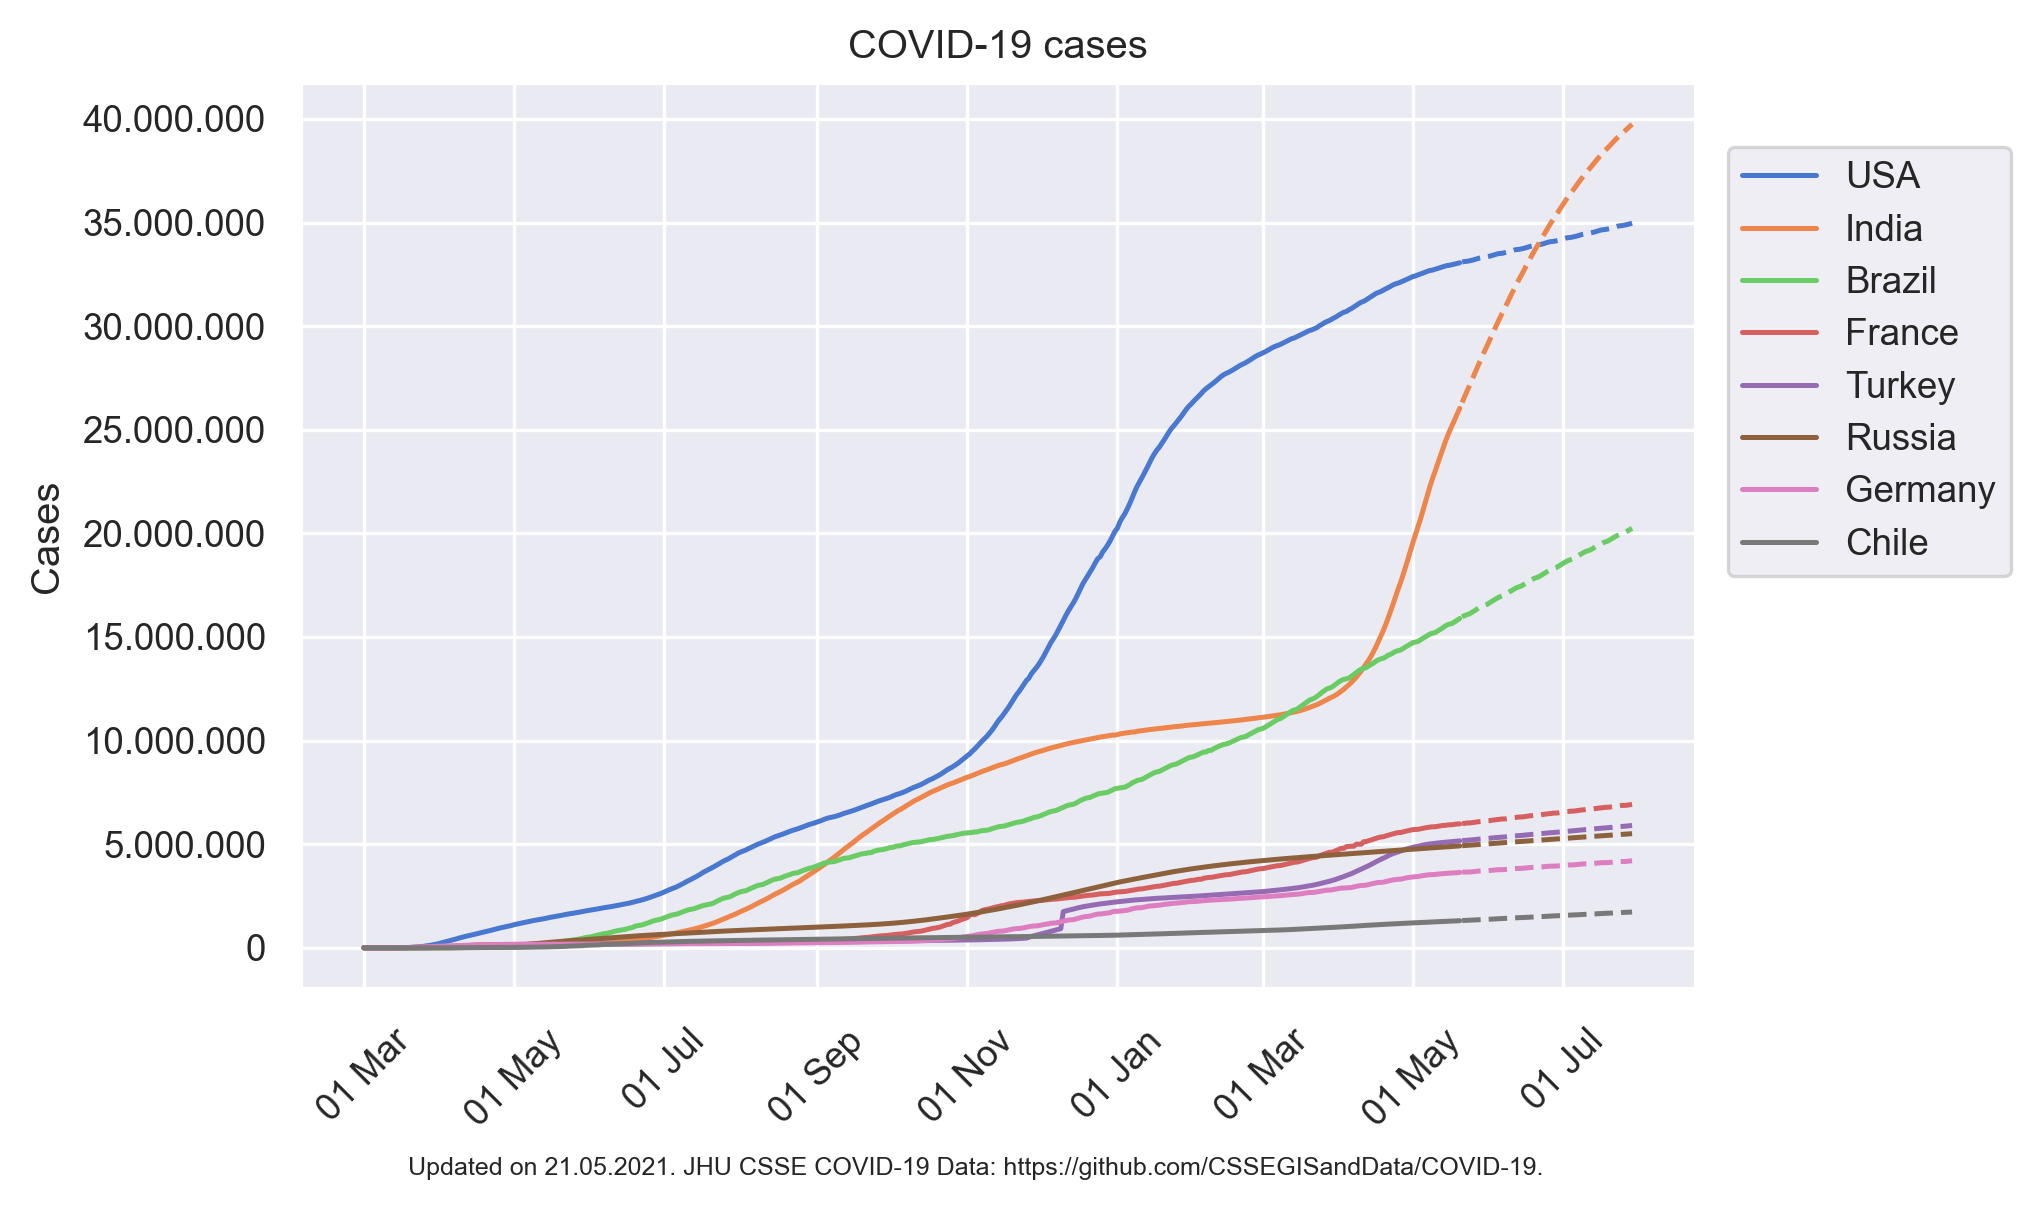 COVID-19 cases
40.000.000
35.000.000
30.000.000
25.000.000
20.000.000
15.000.000
10.000.000
5.000.000
0
Cases
01 Mar
01 May
01 Jul
01 Sep
01 Nov
01 Jan
01 Mar
01 May
01 Jul
USA
India
Brazil
France
Turkey
Russia
Germany
Chile
Updated on 21.05.2021. JHU CSSE COVID-19 Data: https://github.com/CSSEGISandData/COVID-19.